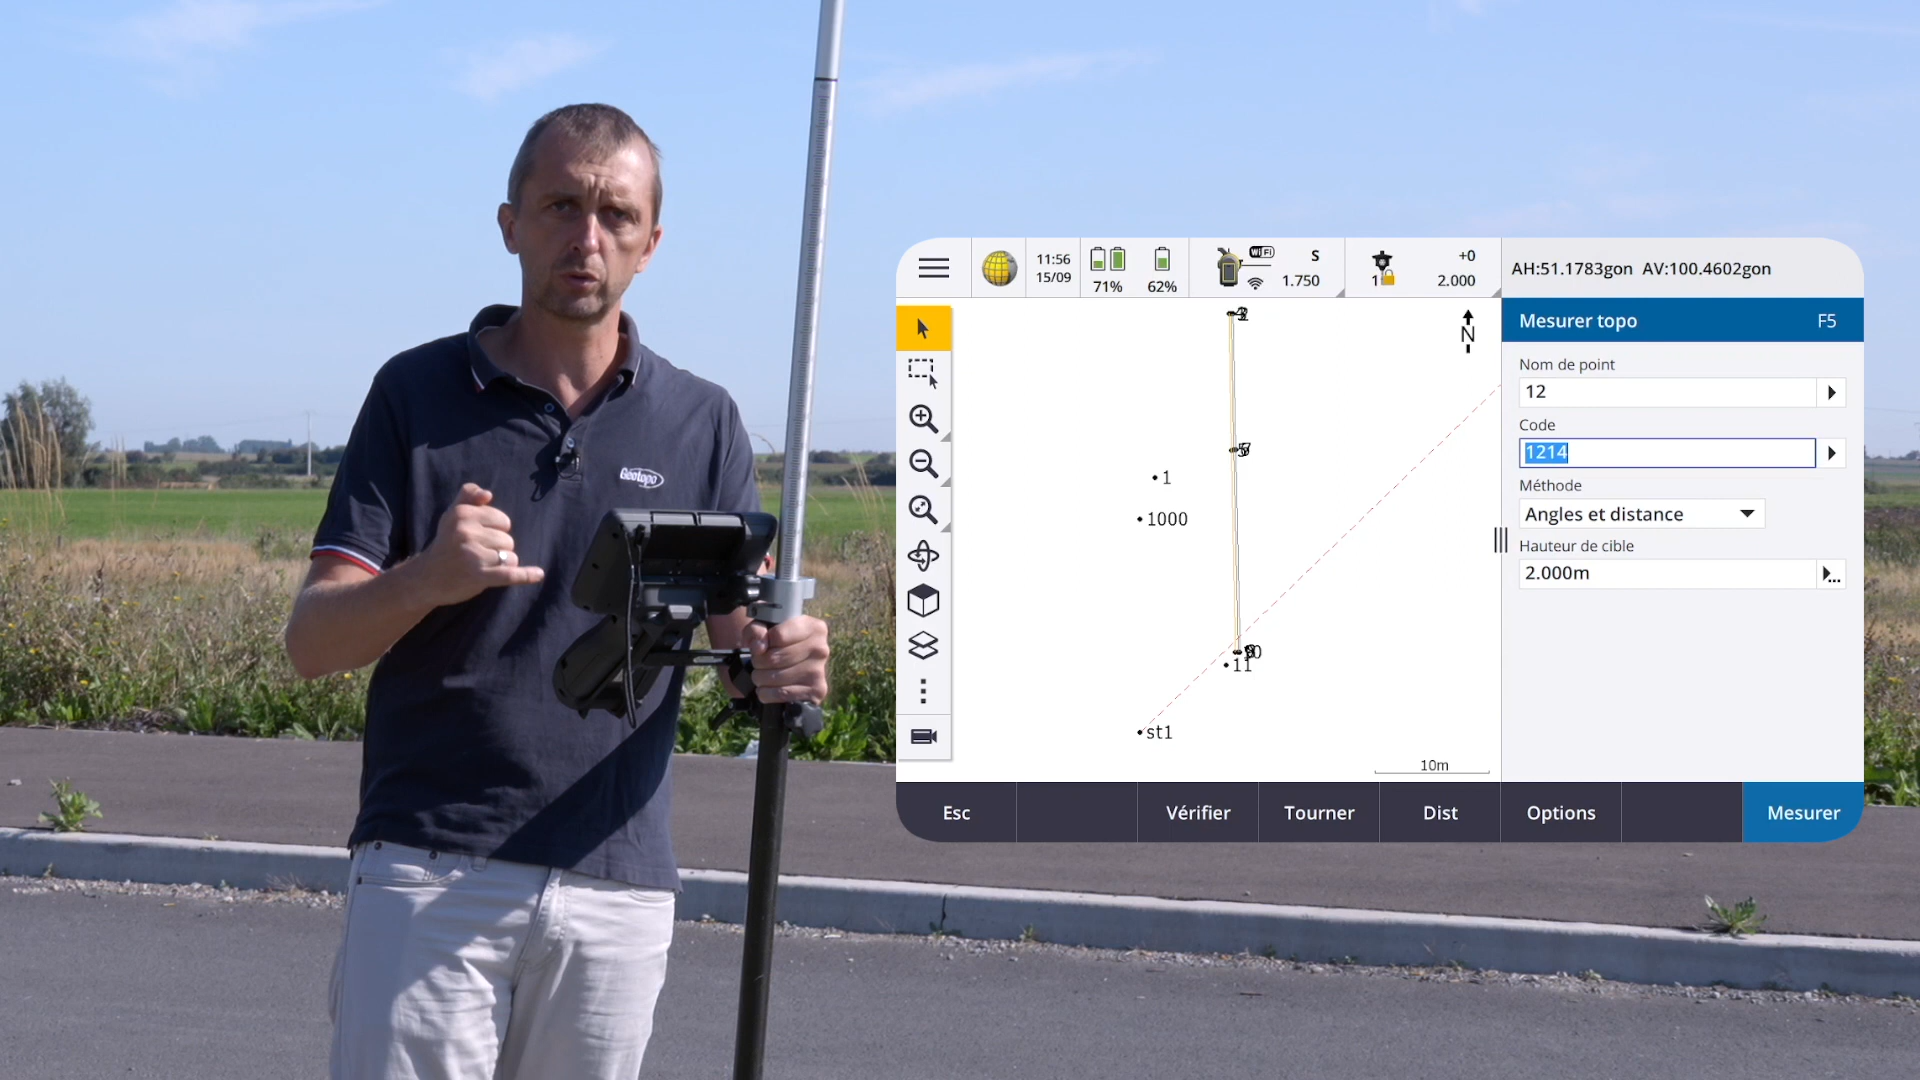 Géotopo
11:56
15/09
71%
62%
WiFi
S
1.750
1
+0
2.000
AH:51.1783gon AV:100.4602gon
Mesurer topo F5
Nom de point
12
Code
1214
Méthode
Angles et distance
Hauteur de cible
2.000m
N
1
1000
11
st1
10m
Esc
Vérifier
Tourner
Dist
Options
Mesurer